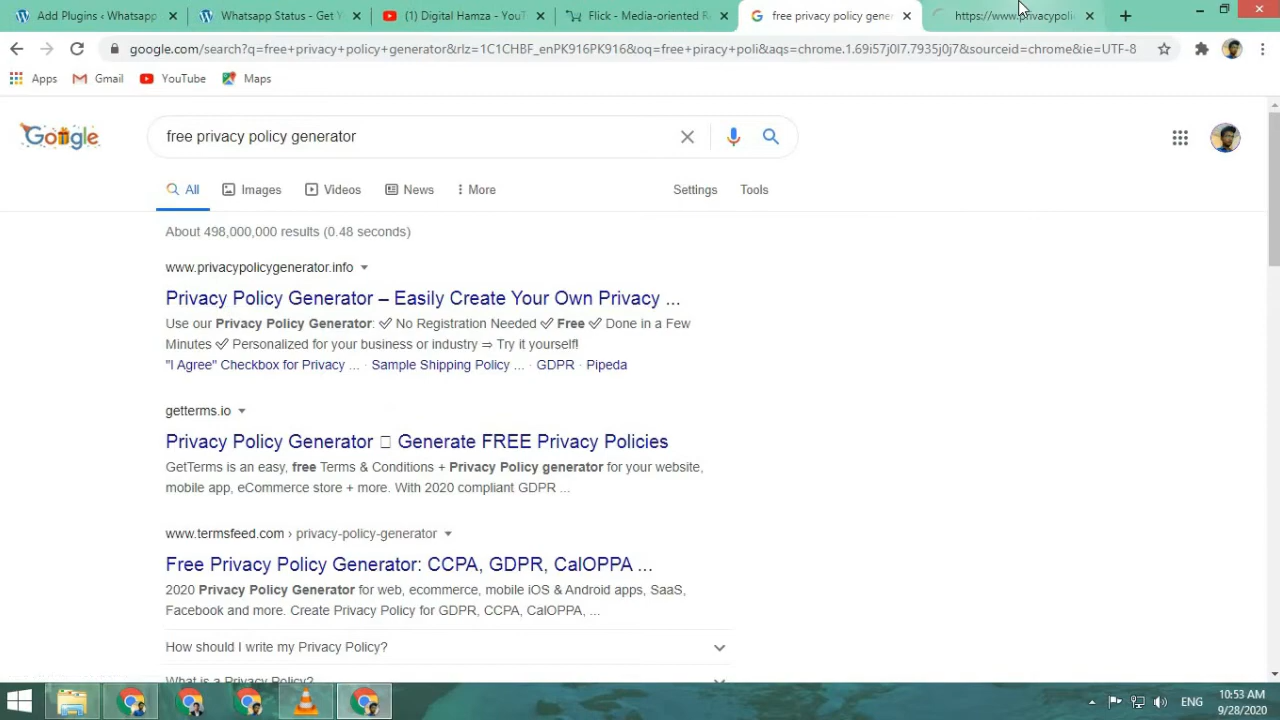 Add Plugins ‹ Whatsapp
Whatsapp Status - Get Y
(1) Digital Hamza - YouT
Flick - Media-oriented R
free privacy policy gener
https://www.privacypoli
google.com/search?q=free+privacy+policy+generator&rlz=1C1CHBF_enPK916PK916&oq=free+piracy+poli&aqs=chrome.1.69i57j0l7.7935j0j7&sourceid=chrome&ie=UTF-8
Apps
Gmail
YouTube
Maps
Google
free privacy policy generator
All
Images
Videos
News
More
Settings
Tools
About 498,000,000 results (0.48 seconds)
www.privacypolicygenerator.info
Privacy Policy Generator – Easily Create Your Own Privacy ...
Use our Privacy Policy Generator: ✓ No Registration Needed ✓ Free ✓ Done in a Few
Minutes ✓ Personalized for your business or industry ⇒ Try it yourself!
"I Agree" Checkbox for Privacy ... · Sample Shipping Policy ... · GDPR · Pipeda
getterms.io
Privacy Policy Generator □ Generate FREE Privacy Policies
GetTerms is an easy, free Terms & Conditions + Privacy Policy generator for your website,
mobile app, eCommerce store + more. With 2020 compliant GDPR ...
www.termsfeed.com › privacy-policy-generator
Free Privacy Policy Generator: CCPA, GDPR, CalOPPA ...
2020 Privacy Policy Generator for web, ecommerce, mobile iOS & Android apps, SaaS,
Facebook and more. Create Privacy Policy for GDPR, CCPA, CalOPPA, ...
How should I write my Privacy Policy?
What is a Privacy Policy?
ENG
10:53 AM
9/28/2020